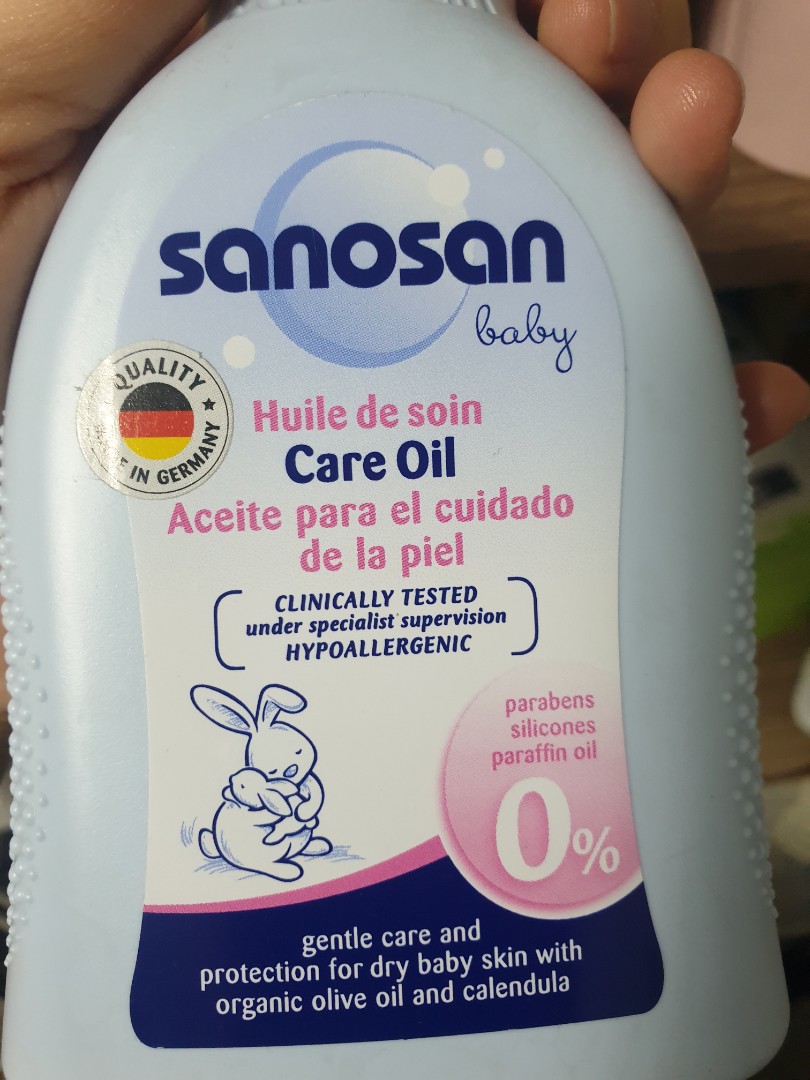 sanosan
baby
QUALITY
IN GERMANY
Huile de soin
Care Oil
Aceite para el cuidado
de la piel
CLINICALLY TESTED
under specialist supervision
HYPOALLERGENIC
parabens
silicones
paraffin oil
0%
gentle care and
protection for dry baby skin with
organic olive oil and calendula